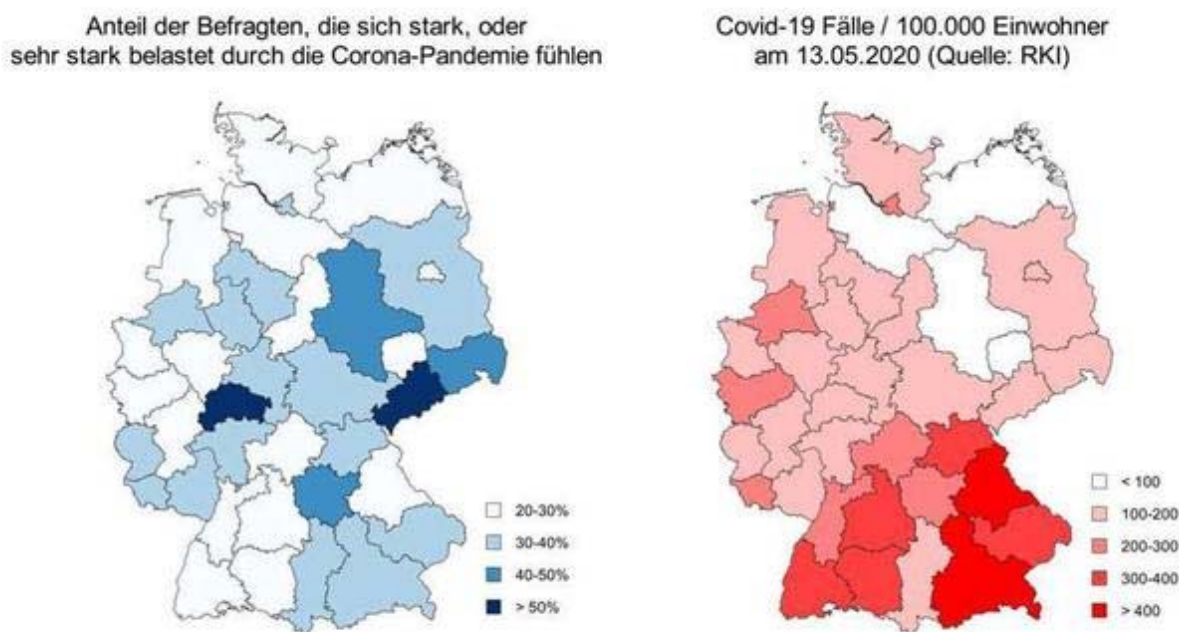 Anteil der Befragten, die sich stark, oder
sehr stark belastet durch die Corona-Pandemie fühlen
20-30%
30-40%
40-50%
> 50%
Covid-19 Fälle / 100.000 Einwohner
am 13.05.2020 (Quelle: RKI)
< 100
100-200
200-300
300-400
> 400